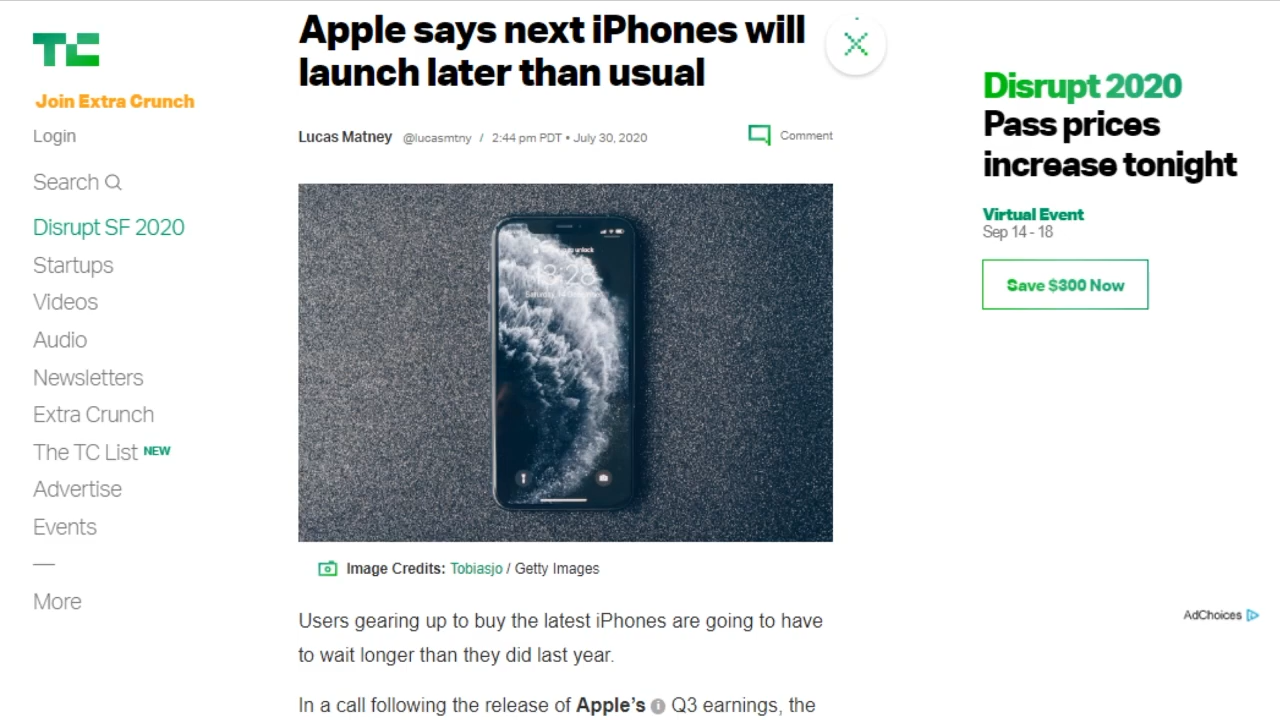 TC
Join Extra Crunch
Login
Search
Disrupt SF 2020
Startups
Videos
Audio
Newsletters
Extra Crunch
The TC List NEW
Advertise
Events
—
More
Apple says next iPhones will
launch later than usual
Lucas Matney @lucasmtny / 2:44 pm PDT • July 30, 2020
Comment
13:28
Image Credits: Tobiasjo / Getty Images
Users gearing up to buy the latest iPhones are going to have
to wait longer than they did last year.
In a call following the release of Apple's i Q3 earnings, the
Disrupt 2020
Pass prices
increase tonight
Virtual Event
Sep 14 - 18
Save $300 Now
AdChoices